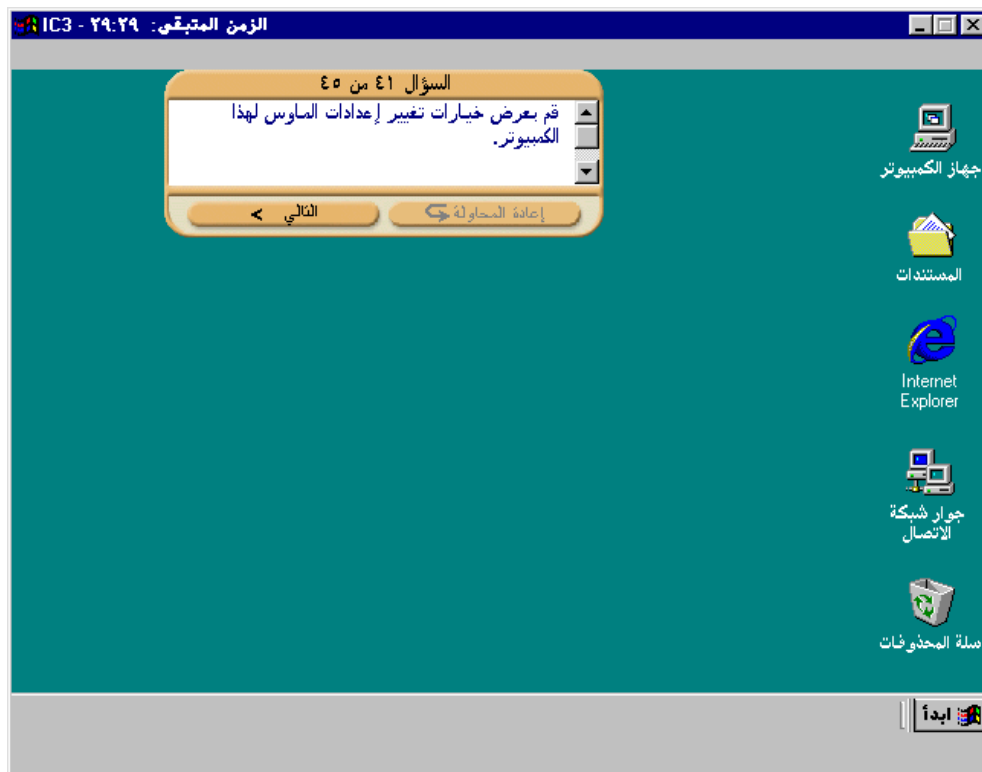 IC3 - ٢٩:٢٩ الزمن المتبقي:
السؤال ٤١ من ٤٥
قم بعرض خيارات تغيير إعدادات الماوس لهذا
الكمبيوتر.
إعادة المحاولة
التالي >
جهاز الكمبيوتر
المستندات
Internet
Explorer
جوار شبكة
الاتصال
سلة المحذوفات
ابدأ